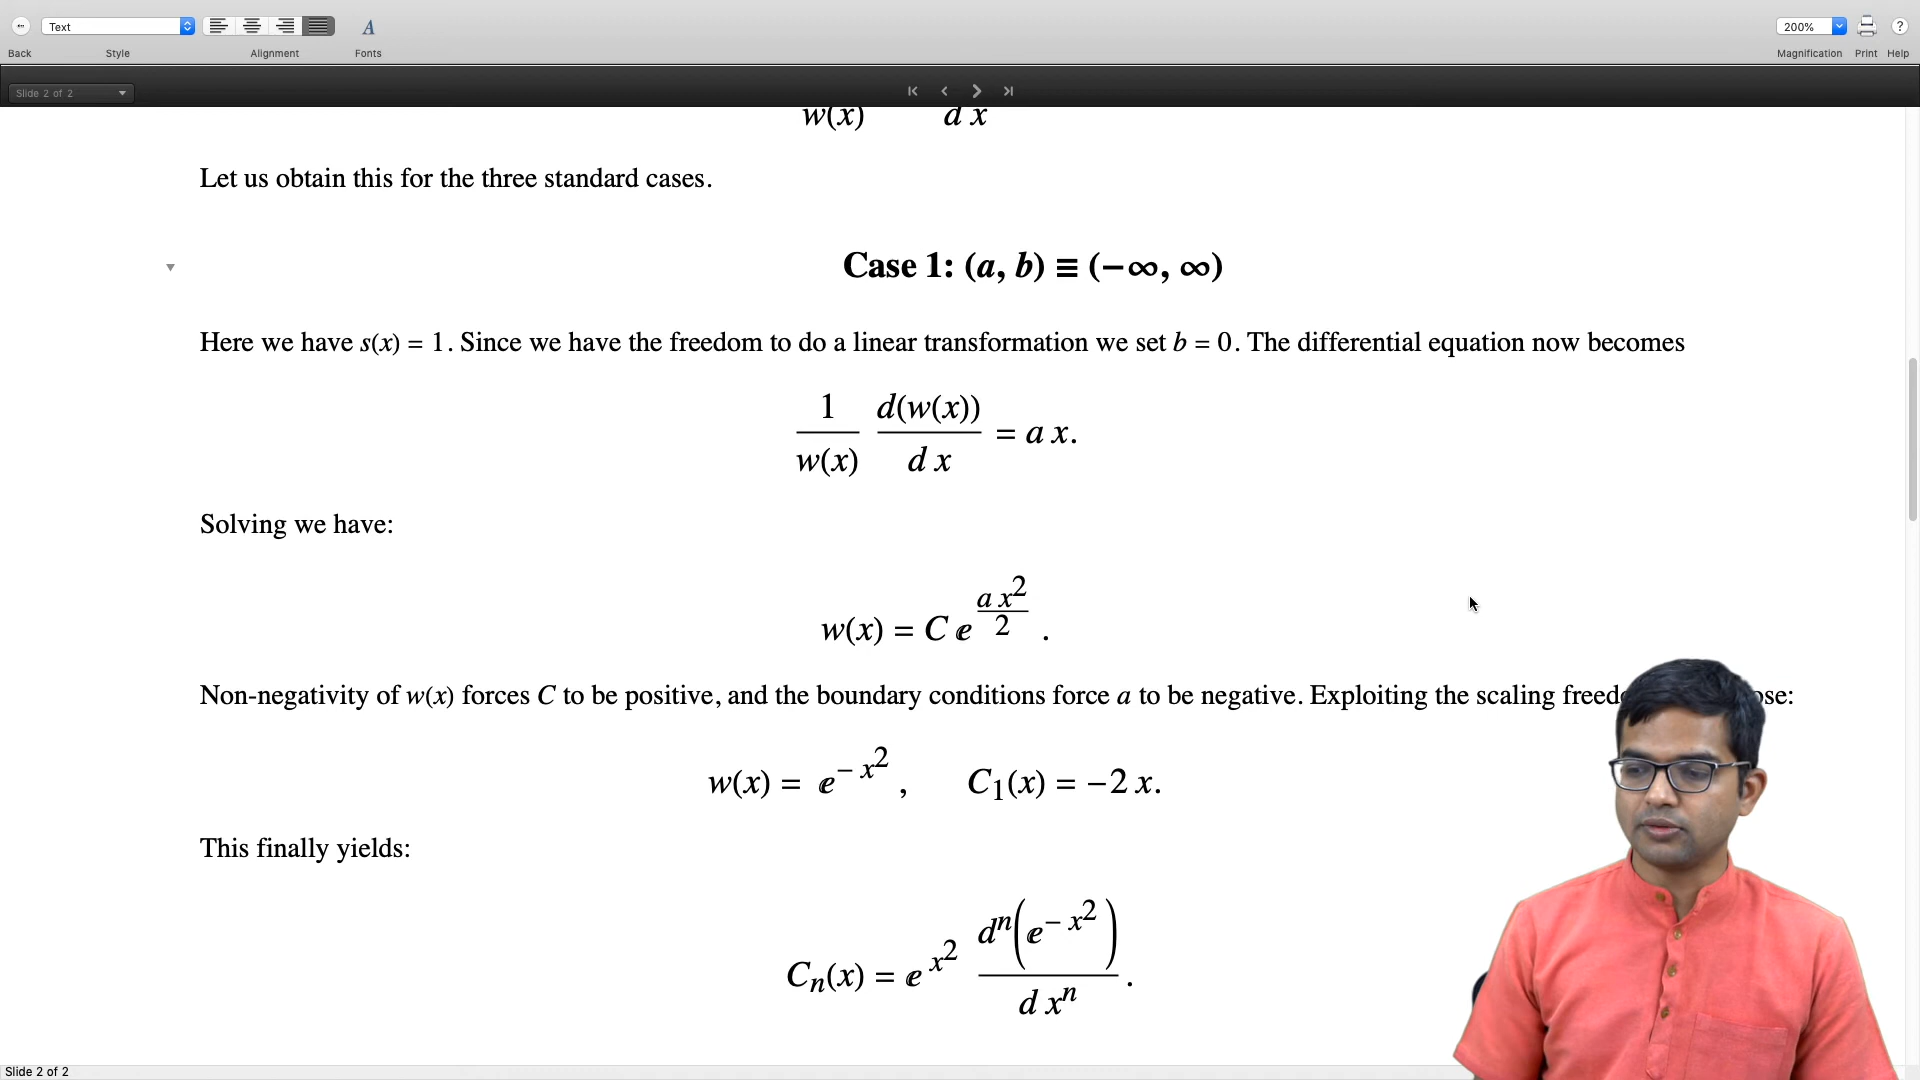 Text
Back
Style
Alignment
A
Fonts
200%
?
Magnification
Print
Help
Slide 2 of 2
w(x) d x
Let us obtain this for the three standard cases.
Case 1: (a, b) ≡ (−∞, ∞)
Here we have s(x) = 1. Since we have the freedom to do a linear transformation we set b = 0. The differential equation now becomes
1/w(x) d(w(x))/d x = a x.
Solving we have:
w(x) = C e^(a x^2/2) .
Non-negativity of w(x) forces C to be positive, and the boundary conditions force a to be negative. Exploiting the scaling
w(x) = e^(− x^2) , C_1(x) = −2 x.
This finally yields:
C_n(x) = e^(x^2) d^n(e^(− x^2))/d x^n .
Slide 2 of 2